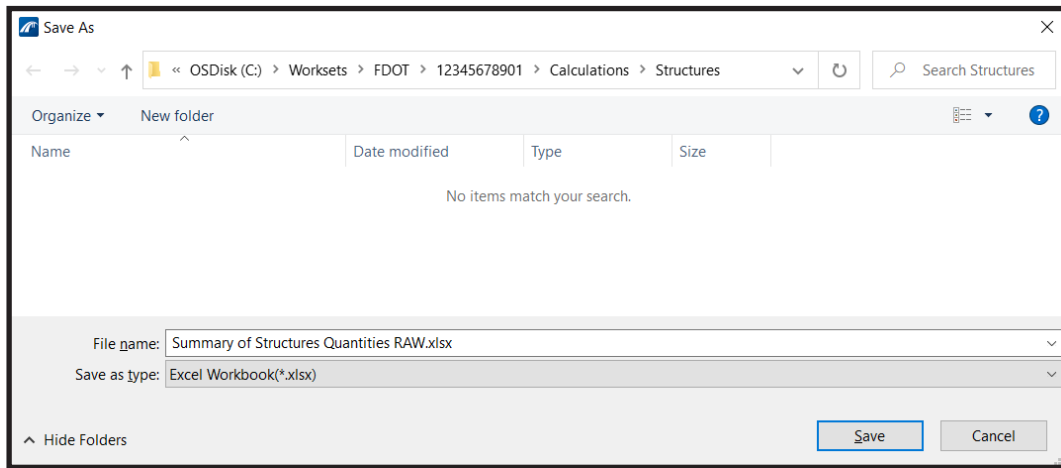 Save As
« OSDisk (C:) > Worksets > FDOT > 12345678901 > Calculations > Structures
Search Structures
Organize
New folder
?
Name
Date modified
Type
Size
No items match your search.
File name: Summary of Structures Quantities RAW.xlsx
Save as type: Excel Workbook(*.xlsx)
Hide Folders
Save
Cancel